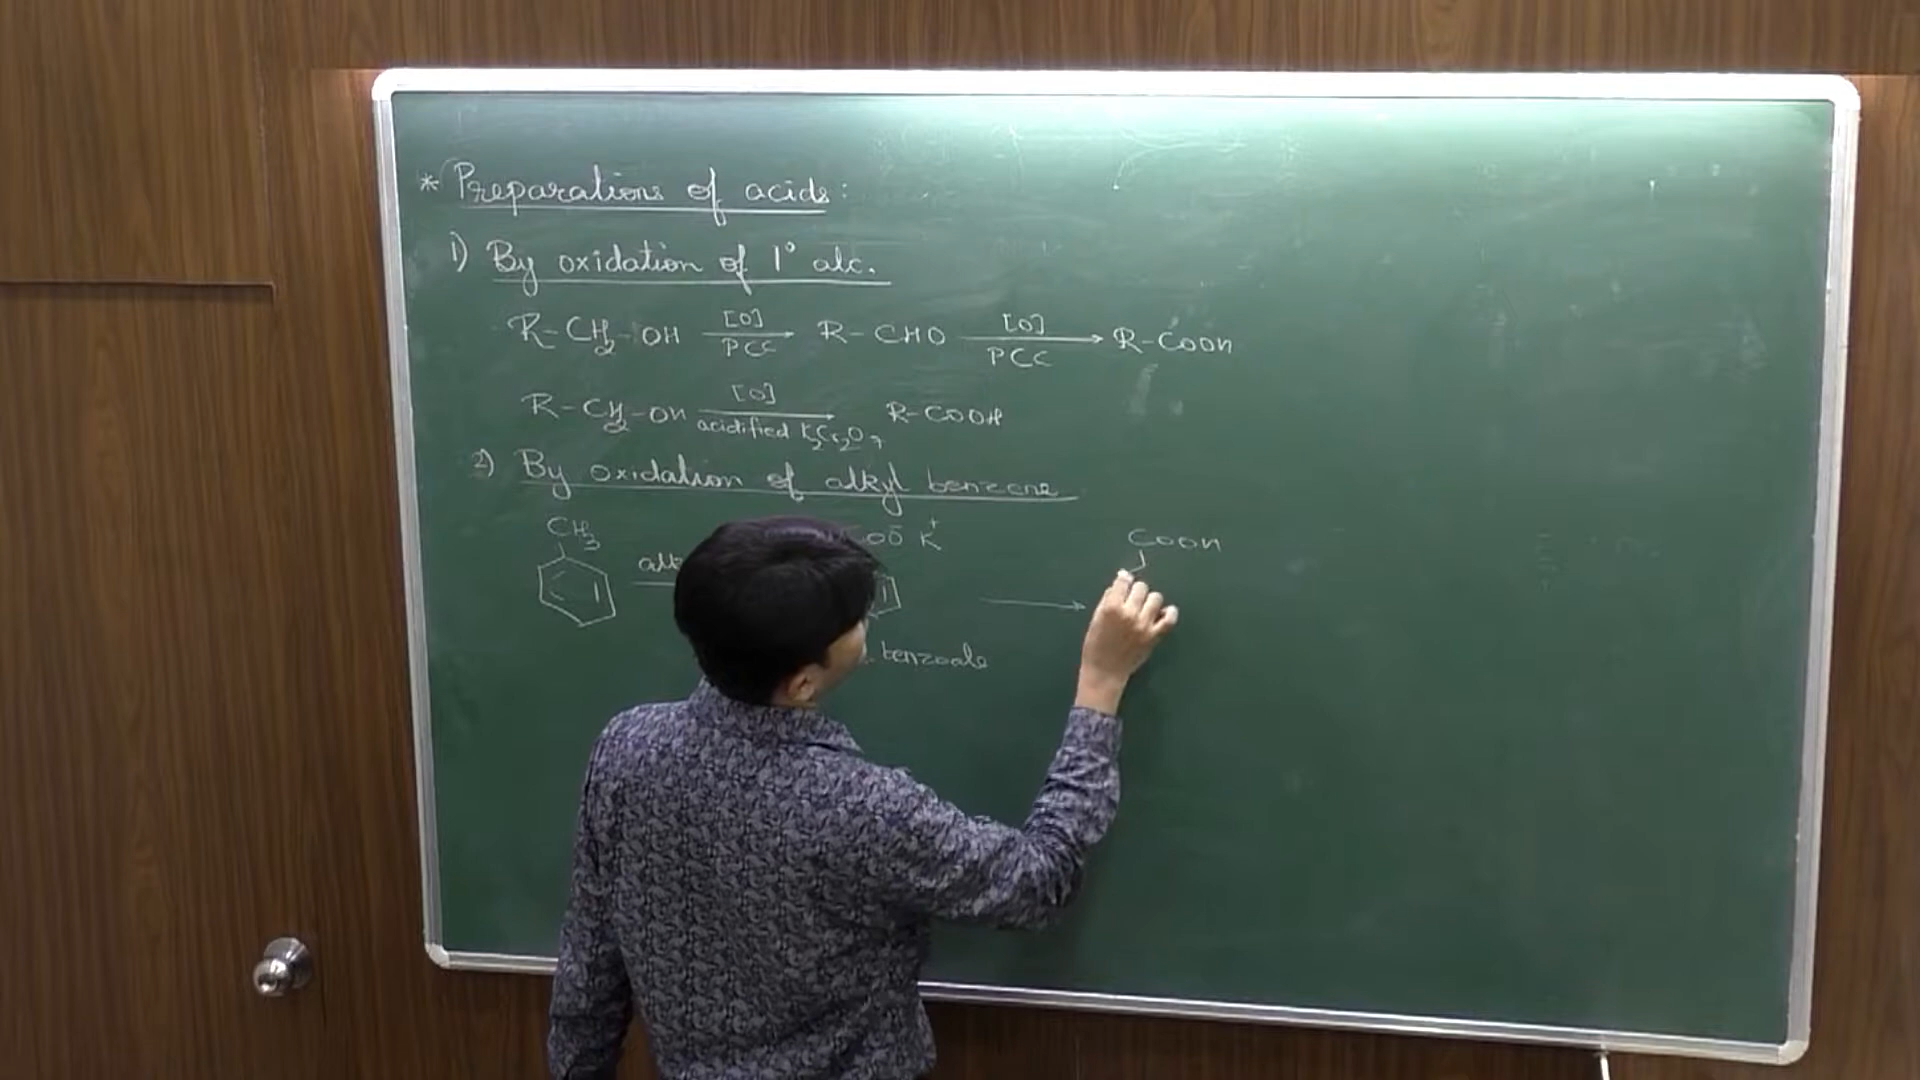 * Preparations of acids:
1) By oxidation of 1° alc.
R-CH₂-OH [O] PCC R-CHO [O] PCC R-COOH
R-CH₂-OH [O] acidified K₂Cr₂O₇ R-COOH
2) By oxidation of alkyl benzene
CH₃ COO⁻ K⁺ COOH
benzoate